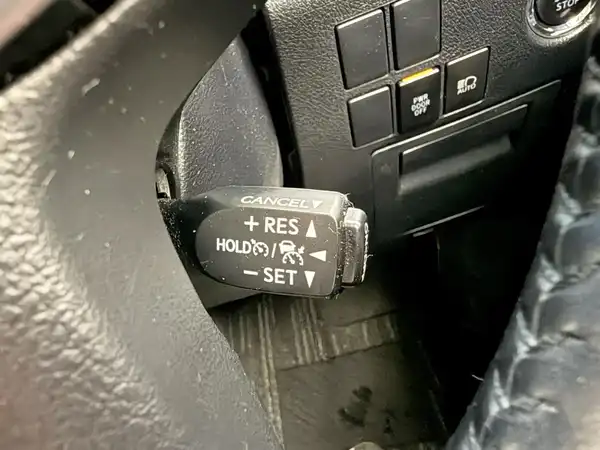 STOP
AUTO
PWR
DOOR
OFF
CANCEL▼
+ RES ▲
HOLD / ◀
− SET ▼